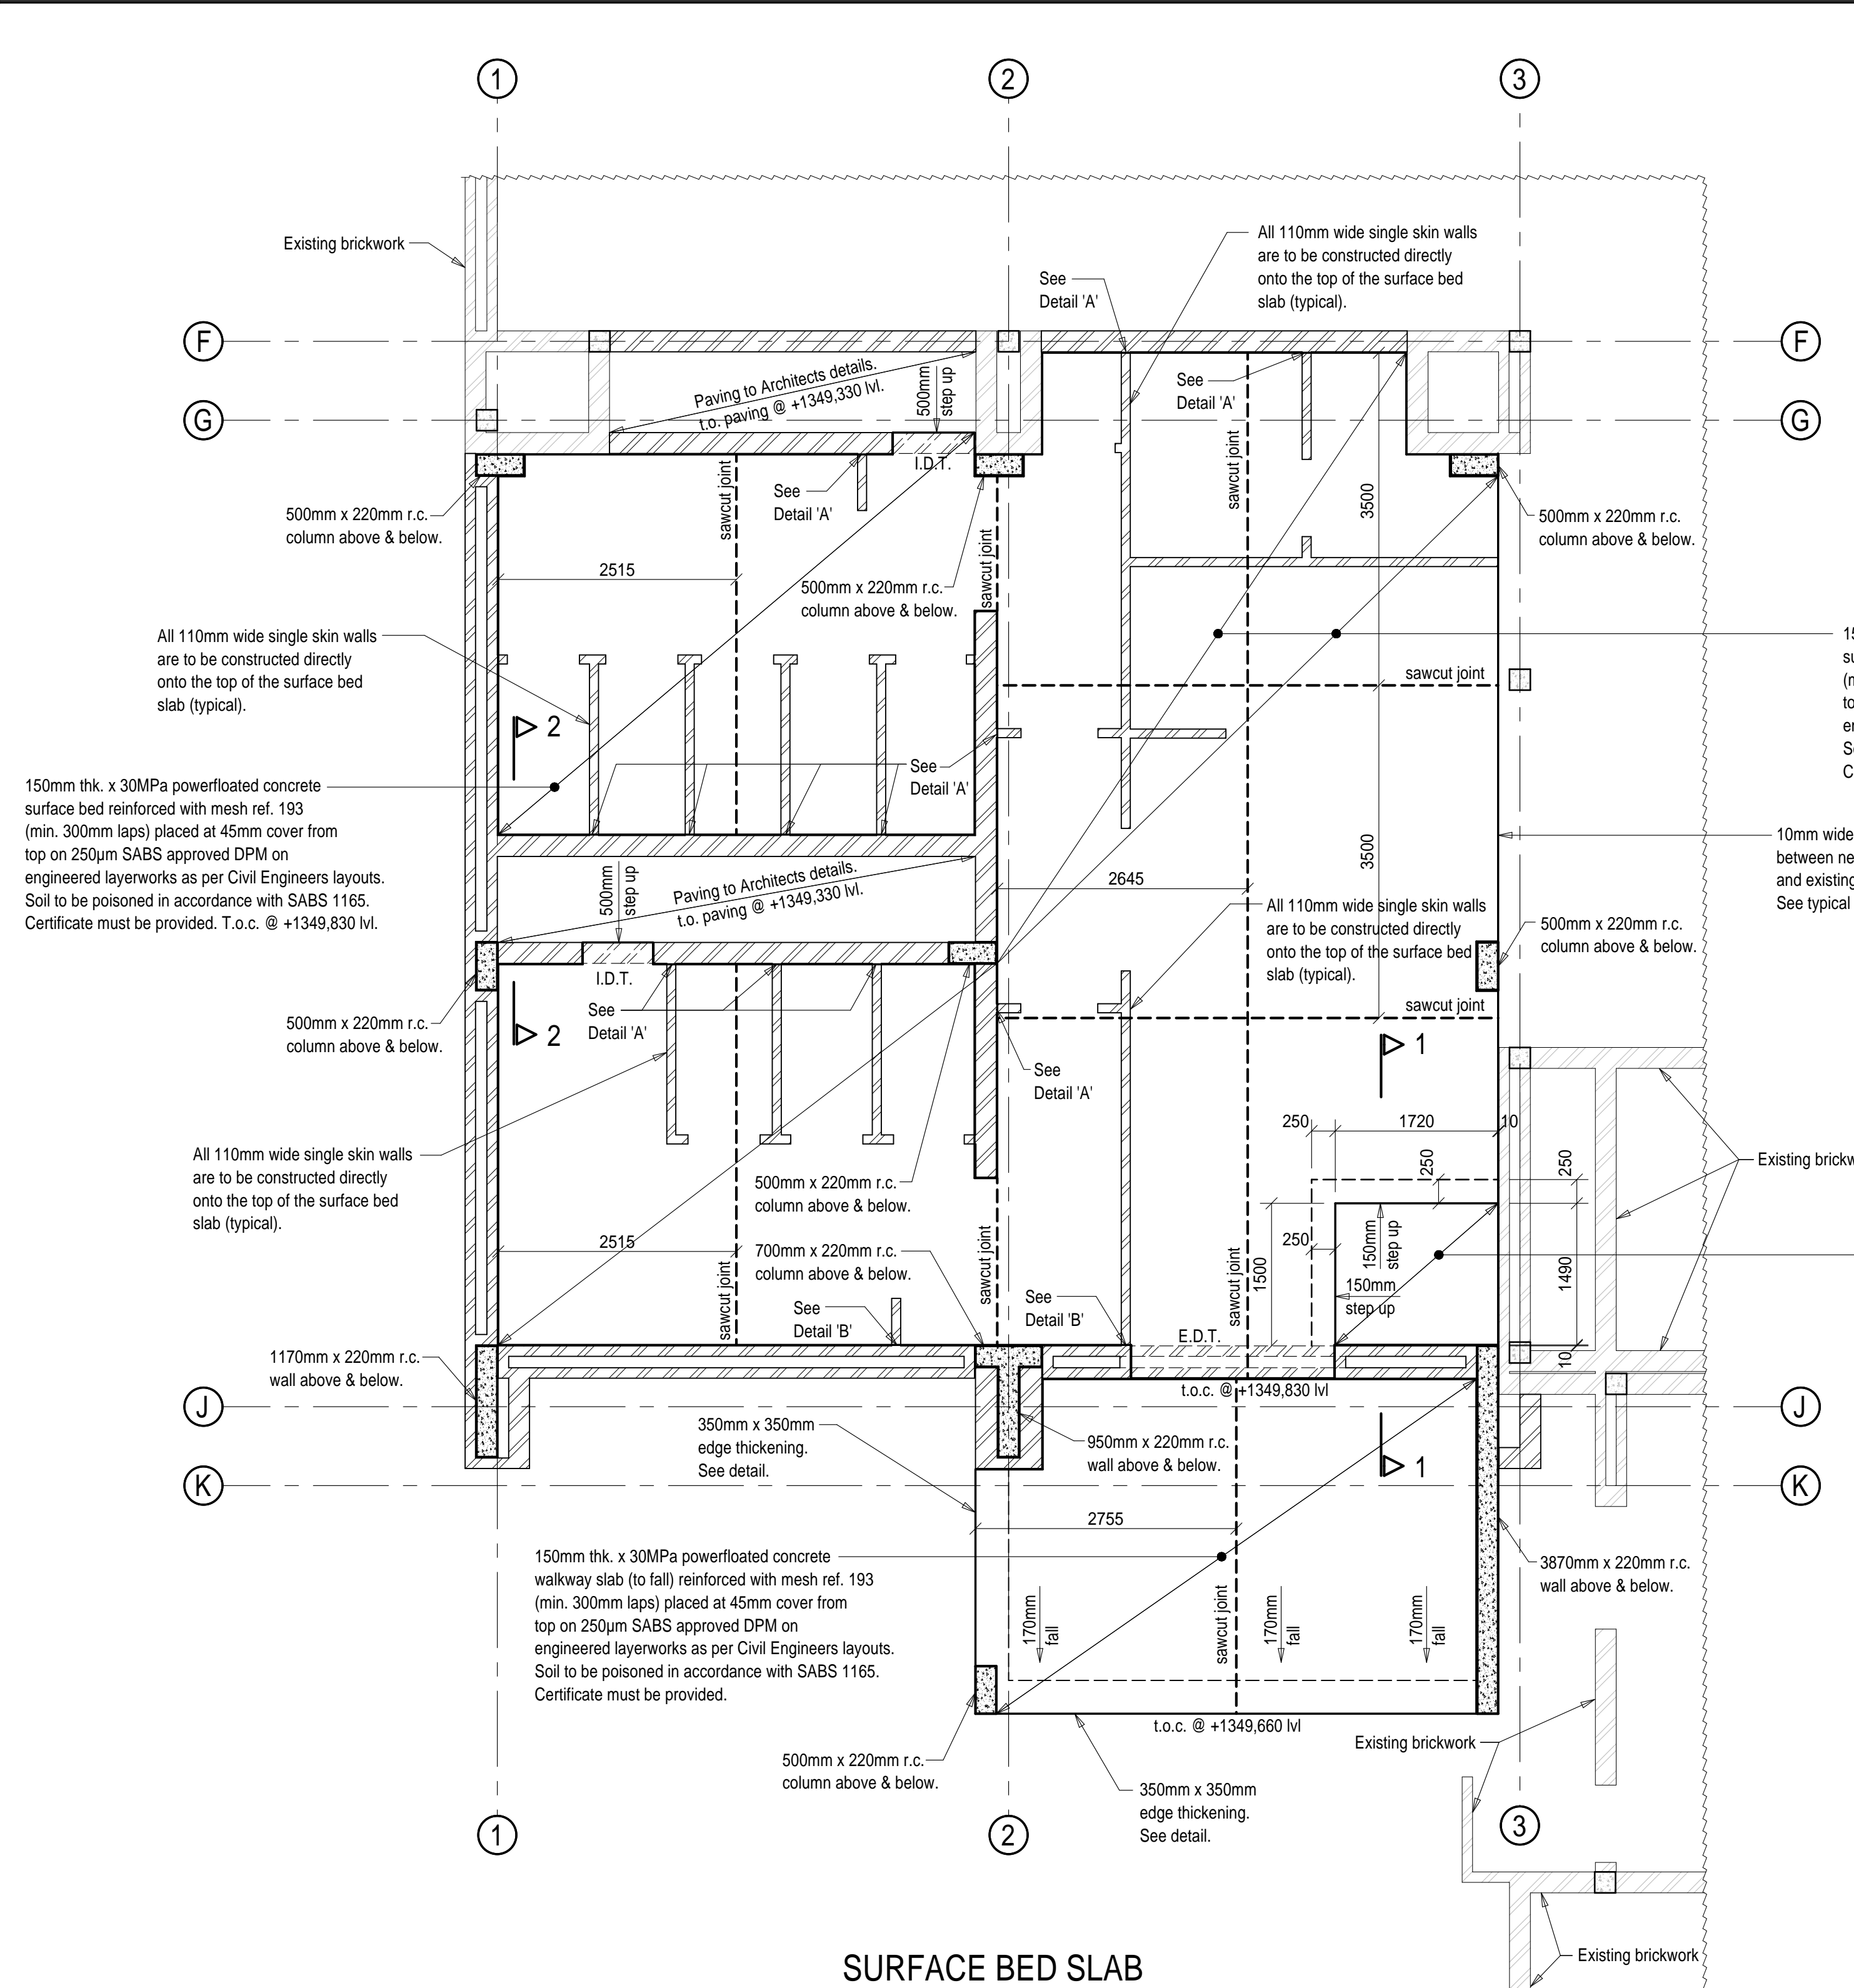 1
2
3
Existing brickwork
All 110mm wide single skin walls
are to be constructed directly
onto the top of the surface bed
slab (typical).
See
Detail 'A'
F
F
Paving to Architects details.
t.o. paving @ +1349,330 lvl.
500mm
step up
See
Detail 'A'
G
G
I.D.T.
sawcut joint
See
Detail 'A'
sawcut joint
3500
500mm x 220mm r.c.
column above & below.
500mm x 220mm r.c.
column above & below.
sawcut joint
2515
500mm x 220mm r.c.
column above & below.
All 110mm wide single skin walls
are to be constructed directly
onto the top of the surface bed
slab (typical).
15
su
(m
to
en
So
C
sawcut joint
2
See
Detail 'A'
150mm thk. x 30MPa powerfloated concrete
surface bed reinforced with mesh ref. 193
(min. 300mm laps) placed at 45mm cover from
top on 250µm SABS approved DPM on
engineered layerworks as per Civil Engineers layouts.
Soil to be poisoned in accordance with SABS 1165.
Certificate must be provided. T.o.c. @ +1349,830 lvl.
3500
10mm wide
between ne
and existing
See typical
2645
Paving to Architects details.
t.o. paving @ +1349,330 lvl.
500mm
step up
All 110mm wide single skin walls
are to be constructed directly
onto the top of the surface bed
slab (typical).
500mm x 220mm r.c.
column above & below.
I.D.T.
See
Detail 'A'
sawcut joint
500mm x 220mm r.c.
column above & below.
2
1
See
Detail 'A'
250
1720
10
250
250
All 110mm wide single skin walls
are to be constructed directly
onto the top of the surface bed
slab (typical).
Existing brickw
500mm x 220mm r.c.
column above & below.
2515
250
150mm
step up
150mm
step up
1500
1490
10
700mm x 220mm r.c.
column above & below.
sawcut joint
sawcut joint
sawcut joint
See
Detail 'B'
See
Detail 'B'
E.D.T.
1170mm x 220mm r.c.
wall above & below.
t.o.c. @ +1349,830 lvl
J
J
350mm x 350mm
edge thickening.
See detail.
950mm x 220mm r.c.
wall above & below.
1
K
K
2755
150mm thk. x 30MPa powerfloated concrete
walkway slab (to fall) reinforced with mesh ref. 193
(min. 300mm laps) placed at 45mm cover from
top on 250µm SABS approved DPM on
engineered layerworks as per Civil Engineers layouts.
Soil to be poisoned in accordance with SABS 1165.
Certificate must be provided.
3870mm x 220mm r.c.
wall above & below.
170mm
fall
sawcut joint
170mm
fall
170mm
fall
t.o.c. @ +1349,660 lvl
Existing brickwork
500mm x 220mm r.c.
column above & below.
350mm x 350mm
edge thickening.
See detail.
1
2
3
Existing brickwork
SURFACE BED SLAB